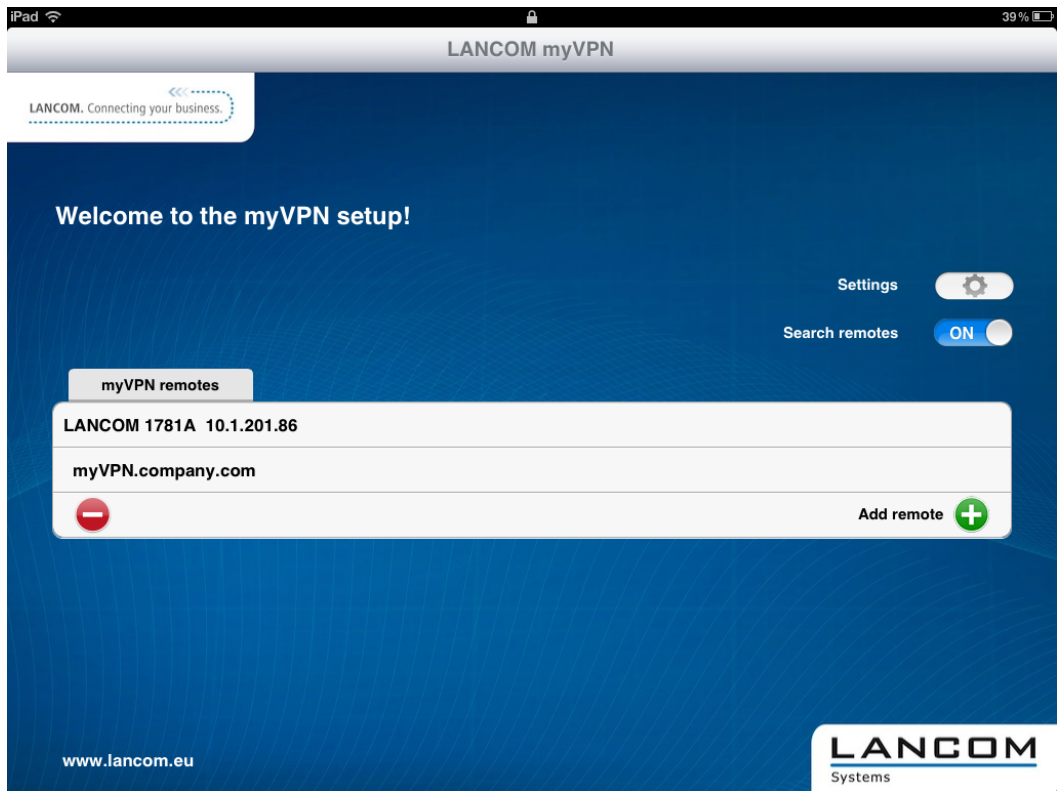 iPad 39%
LANCOM myVPN
LANCOM. Connecting your business.
Welcome to the myVPN setup!
Settings
Search remotes ON
myVPN remotes
LANCOM 1781A 10.1.201.86
myVPN.company.com
Add remote
www.lancom.eu
LANCOM
Systems